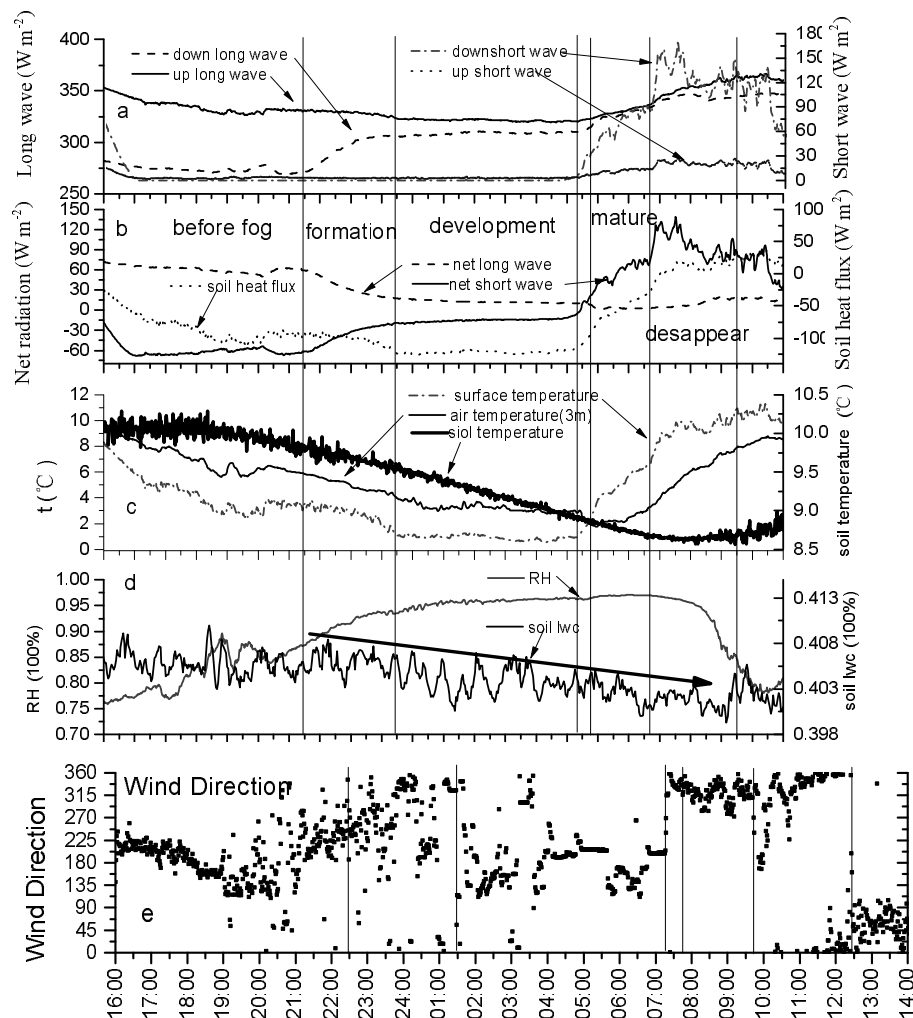 400
350
300
250
Long wave (W m-2)
down long wave
up long wave
downshort wave
up short wave
a
180
120
90
60
30
0
Short wave (W m2)
150
120
90
60
30
0
-30
-60
Net radiation (W m-2)
b
before fog
formation
development
mature
desappear
soil heat flux
net long wave
net short wave
100
50
0
-50
-100
Soil heat flux (W m2)
12
10
8
6
4
2
0
t (℃)
c
surface temperature
air temperature(3m)
siol temperature
10.5
10.0
9.5
9.0
8.5
soil temperature (℃)
1.00
0.95
0.90
0.85
0.80
0.75
0.70
RH (100%)
d
RH
soil lwc
0.413
0.408
0.403
0.398
soil lwc (100%)
360
315
270
225
180
135
90
45
0
Wind Direction
Wind Direction
e
16:00
17:00
18:00
19:00
20:00
21:00
22:00
23:00
24:00
01:00
02:00
03:00
04:00
05:00
06:00
07:00
08:00
09:00
10:00
11:00
12:00
13:00
14:00